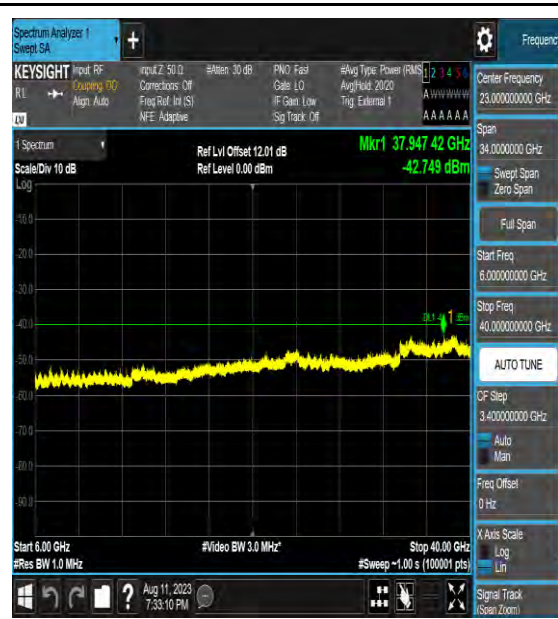 Spectrum Analyzer 1
Swept SA
+
Frequenc
KEYSIGHT
RL
Input: RF
Coupling: DC
Align: Auto
Input Z: 50 Ω
Corrections: Off
Freq Ref: Int (S)
NFE: Adaptive
#Atten: 30 dB
PNO: Fast
Gate: LO
IF Gain: Low
Sig Track: Off
#Avg Type: Power (RMS
Avg|Hold: 20/20
Trig: External 1
1 2 3 4 5 6
A W W W W W
A A A A A A
LW
1 Spectrum
Scale/Div 10 dB
Log
Ref Lvl Offset 12.01 dB
Ref Level 0.00 dBm
Mkr1 37.947 42 GHz
-42.749 dBm
-10.0
-20.0
-30.0
-40.0
-50.0
-60.0
-70.0
-80.0
-90.0
1
Start 6.00 GHz
#Res BW 1.0 MHz
#Video BW 3.0 MHz*
Stop 40.00 GHz
#Sweep ~1.00 s (100001 pts)
Center Frequency
23.000000000 GHz
Span
34.0000000 GHz
Swept Span
Zero Span
Full Span
Start Freq
6.000000000 GHz
Stop Freq
40.000000000 GHz
AUTO TUNE
CF Step
3.400000000 GHz
Auto
Man
Freq Offset
0 Hz
X Axis Scale
Log
Lin
Signal Track
(Span Zoom)
?
Aug 11, 2023
7:33:10 PM